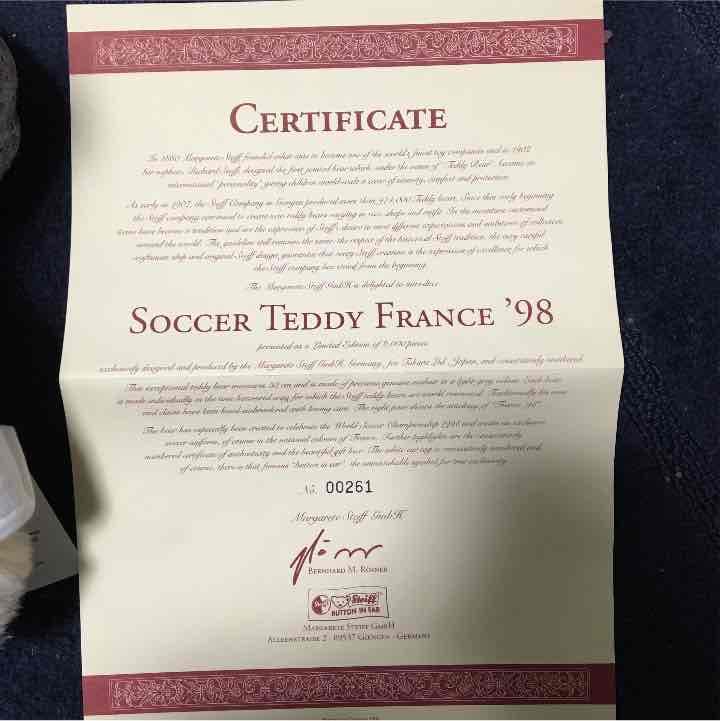 CERTIFICATE
In 1880 Margarete Steiff founded what was to become one of the world's finest toy companies and in 1902
her nephew, Richard Steiff, designed the first jointed bear which, under the name of "Teddy Bear" became an
international "personality", giving children world-wide a sense of security, comfort and protection.
As early as 1907, the Steiff Company in Giengen produced more than 974,000 Teddy bears. Since this early beginning
the Steiff company continued to create new teddy bears varying in size, shape and outfit. In the meantime customized
items have become a tradition and are the expression of Steiff's desire to meet different expectations and ambitions of collectors
around the world. The guideline still remains the same: the respect of the historical Steiff tradition, the very careful
craftsmanship and original Steiff design, guarantee that every Steiff creation is the expression of excellence for which
the Steiff company has stood from the beginning.
The Margarete Steiff GmbH is delighted to introduce
SOCCER TEDDY FRANCE '98
presented as a Limited Edition of pieces
exclusively designed and produced by the Margarete Steiff GmbH, Germany, for Takara Ltd. Japan, and consecutively numbered.
This exceptional teddy bear measures cm and is made of precious genuine mohair in a light grey colour. Each bear
is made individually in the time-honoured way for which the Steiff teddy bears are world renowned. Traditionally the nose
and claws have been hand-embroidered with loving care. The right paw shows the stitching of "France '98".
The bear has especially been created to celebrate the World Soccer Championship 1998 and wears an exclusive
soccer uniform, of course in the national colours of France. Further highlights are the consecutively
numbered certificate of authenticity and the beautiful gift box. The white ear tag is consecutively numbered and
of course, there is that famous "button in ear", the unmistakable symbol for true exclusivity.
No. 00261
Margarete Steiff GmbH
BERNHARD M. RÖSNER
Steiff Steiff
BUTTON IN EAR
MARGARETE STEIFF GMBH
ALLEENSTRASSE 2 · 89537 GIENGEN · GERMANY